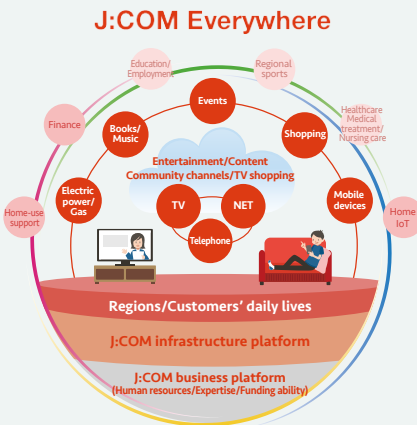 J:COM Everywhere
Education/
Employment
Regional
sports
Events
Finance
Books/
Music
Shopping
Healthcare
Medical
treatment/
Nursing care
Entertainment/Content
Community channels/TV shopping
Electric
power/
Gas
TV
NET
Mobile
devices
Home-use
support
Telephone
Home
IoT
Regions/Customers' daily lives
J:COM infrastructure platform
J:COM business platform
(Human resources/Expertise/Funding ability)